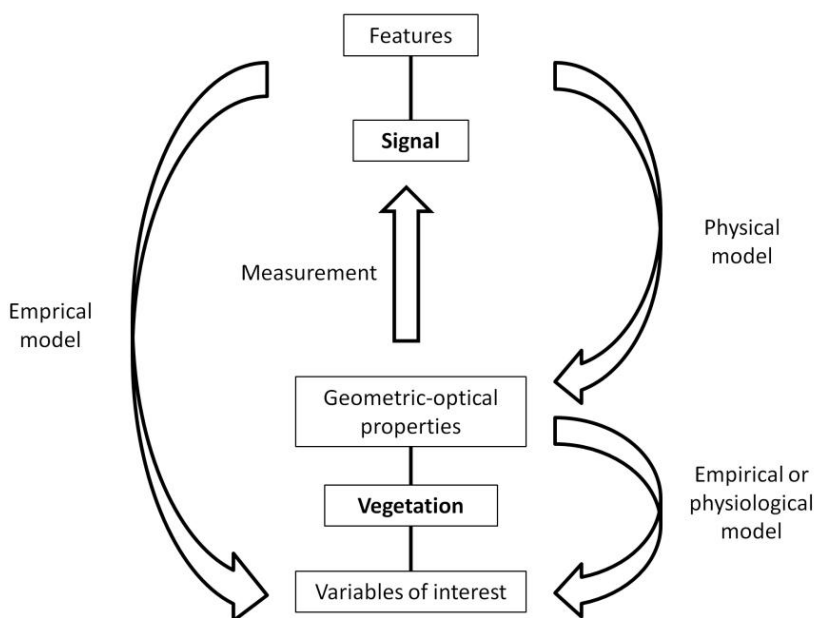 Features
Signal
Measurement
Physical
model
Emprical
model
Geometric-optical
properties
Vegetation
Empirical or
physiological
model
Variables of interest